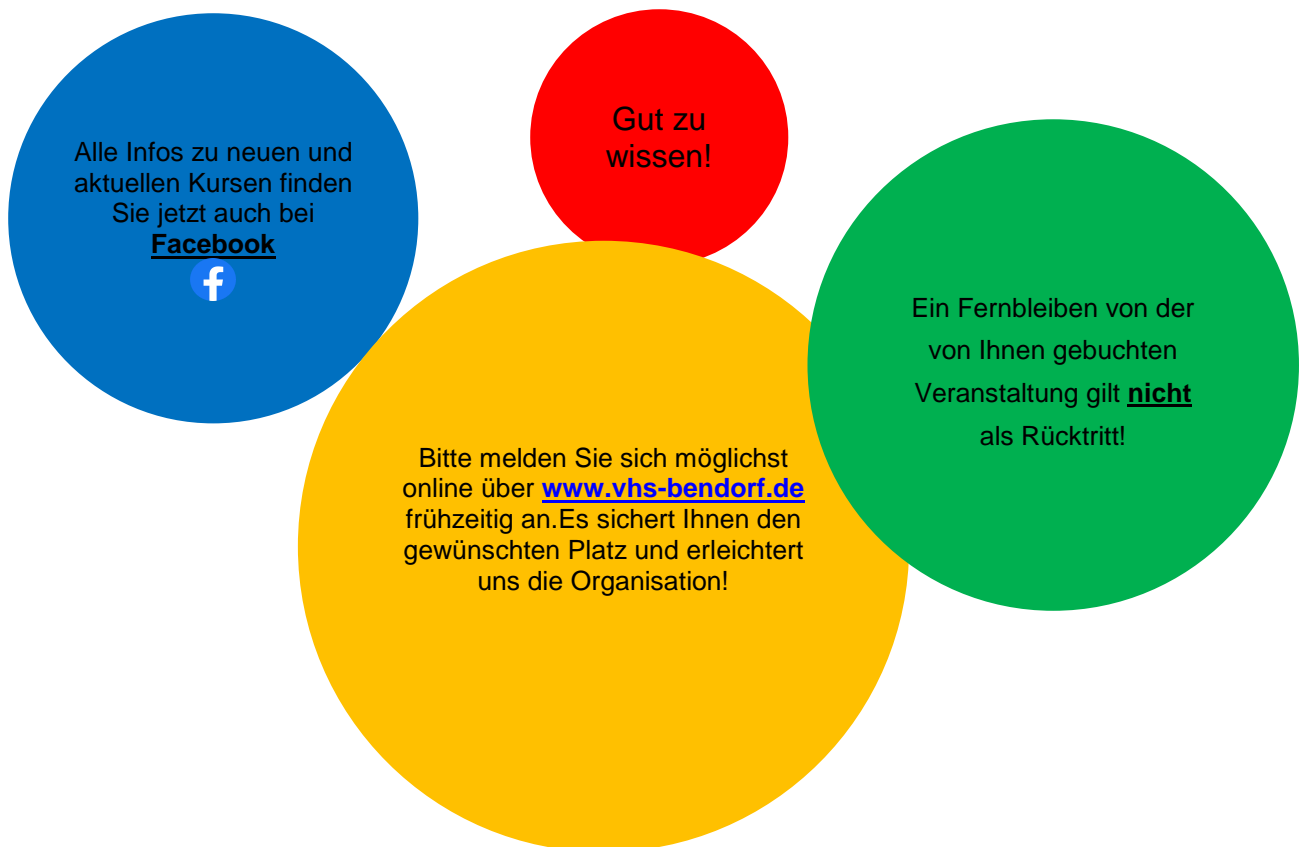 Alle Infos zu neuen und
aktuellen Kursen finden
Sie jetzt auch bei
Facebook
Gut zu
wissen!
Bitte melden Sie sich möglichst
online über www.vhs-bendorf.de
frühzeitig an.Es sichert Ihnen den
gewünschten Platz und erleichtert
uns die Organisation!
Ein Fernbleiben von der
von Ihnen gebuchten
Veranstaltung gilt nicht
als Rücktritt!